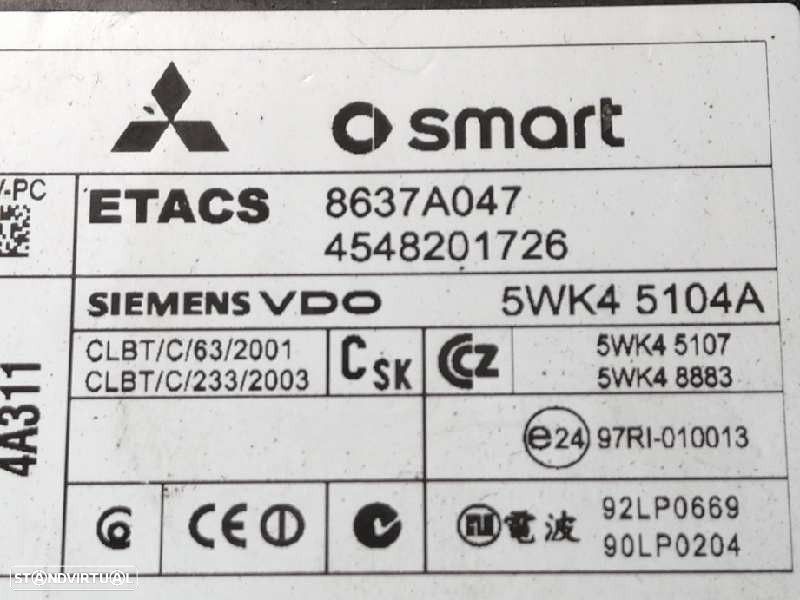 smart
V-PC
ETACS 8637A047
4548201726
SIEMENS VDO 5WK4 5104A
4A311
CLBT/C/63/2001
CLBT/C/233/2003
CSK
CCZ
5WK4 5107
5WK4 8883
e24 97RI-010013
CE
電波
92LP0669
90LP0204
STANDVIRTUAL